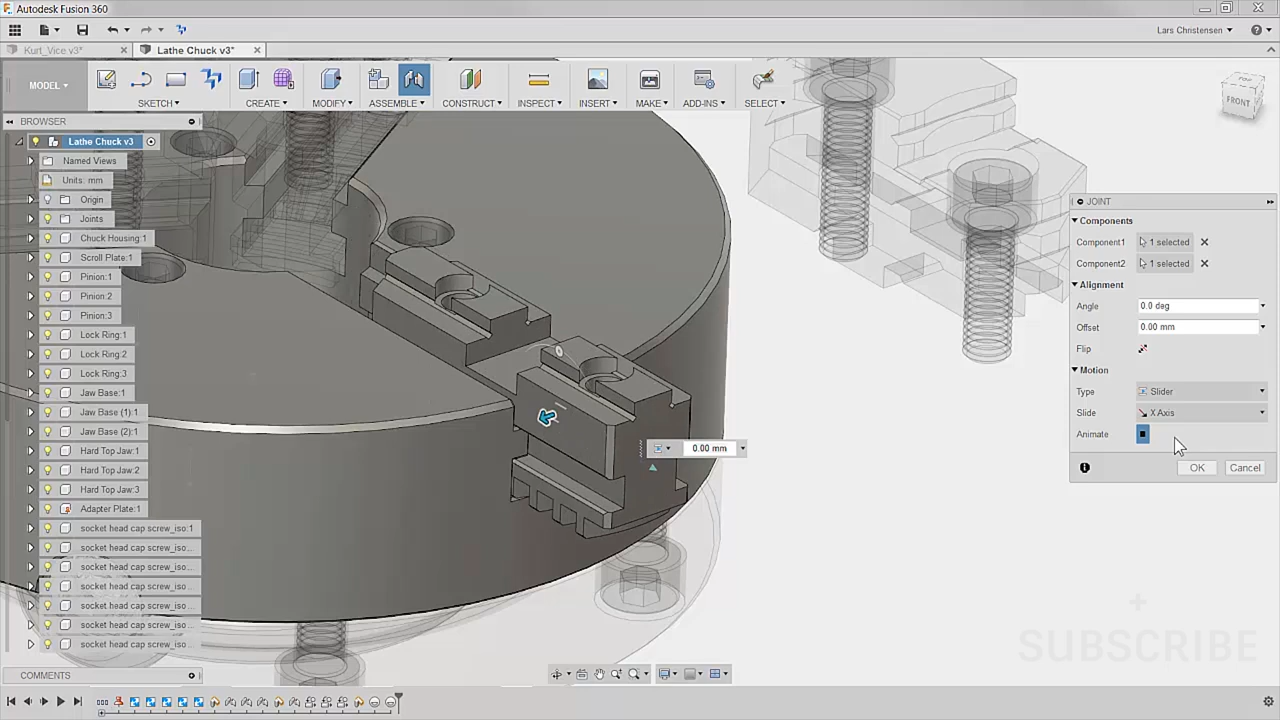 Autodesk Fusion 360
Lars Christensen
Kurt_Vice v3*
Lathe Chuck v3*
MODEL
SKETCH
CREATE
MODIFY
ASSEMBLE
CONSTRUCT
INSPECT
INSERT
MAKE
ADD-INS
SELECT
TOP
FRONT
BROWSER
Lathe Chuck v3
Named Views
Units: mm
Origin
Joints
Chuck Housing:1
Scroll Plate:1
Pinion:1
Pinion:2
Pinion:3
Lock Ring:1
Lock Ring:2
Lock Ring:3
Jaw Base:1
Jaw Base (1):1
Jaw Base (2):1
Hard Top Jaw:1
Hard Top Jaw:2
Hard Top Jaw:3
Adapter Plate:1
socket head cap screw_iso:1
socket head cap screw_iso...
socket head cap screw_iso...
socket head cap screw_iso...
socket head cap screw_iso...
socket head cap screw_iso...
socket head cap screw_iso...
0.00 mm
JOINT
Components
Component1 1 selected
Component2 1 selected
Alignment
Angle 0.0 deg
Offset 0.00 mm
Flip
Motion
Type Slider
Slide X Axis
Animate
OK Cancel
SUBSCRIBE
COMMENTS